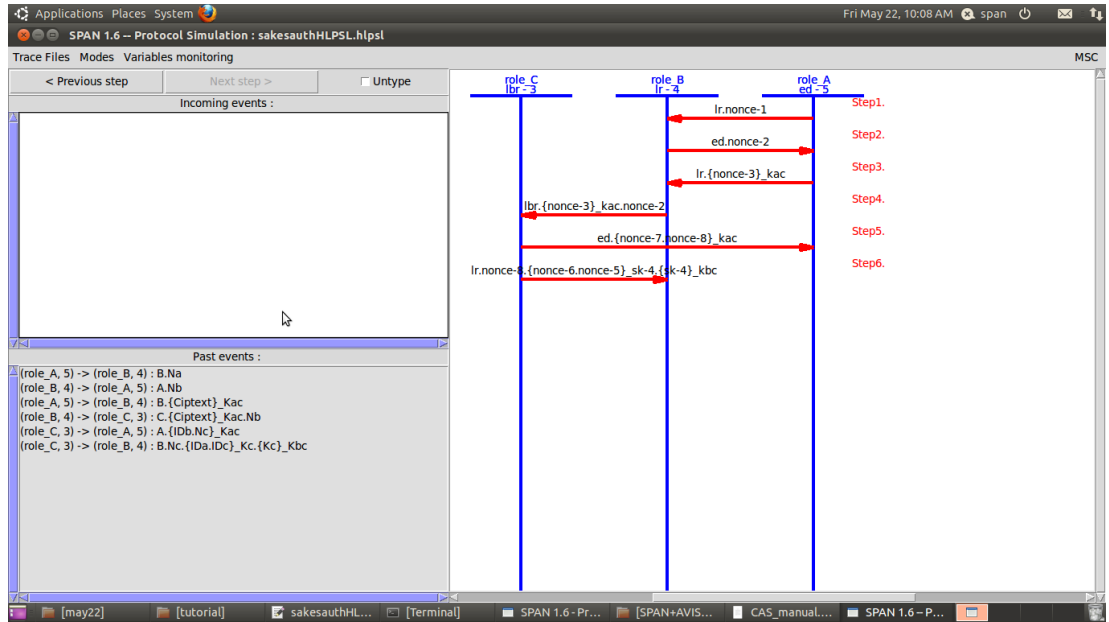 Applications Places System Fri May 22, 10:08 AM span
SPAN 1.6 -- Protocol Simulation : sakesauthHLPSL.hlpsl
Trace Files Modes Variables monitoring MSC
< Previous step Next step > Untype
Incoming events :
role_C role_B role_A
lbr - 3 lr - 4 ed - 5
Step1.
lr.nonce-1
Step2.
ed.nonce-2
Step3.
lr.{nonce-3}_kac
Step4.
lbr.{nonce-3}_kac.nonce-2
Step5.
ed.{nonce-7.nonce-8}_kac
Step6.
lr.nonce-8.{nonce-6.nonce-5}_sk-4.{sk-4}_kbc
Past events :
(role_A, 5) -> (role_B, 4) : B.Na
(role_B, 4) -> (role_A, 5) : A.Nb
(role_A, 5) -> (role_B, 4) : B.{Ciptext}_Kac
(role_B, 4) -> (role_C, 3) : C.{Ciptext}_Kac.Nb
(role_C, 3) -> (role_A, 5) : A.{IDb.Nc}_Kac
(role_C, 3) -> (role_B, 4) : B.Nc.{IDa.IDc}_Kc.{Kc}_Kbc
[may22] [tutorial] sakesauthHL... [Terminal] SPAN 1.6 - Pr... [SPAN+AVIS... CAS_manual.... SPAN 1.6 -- P...